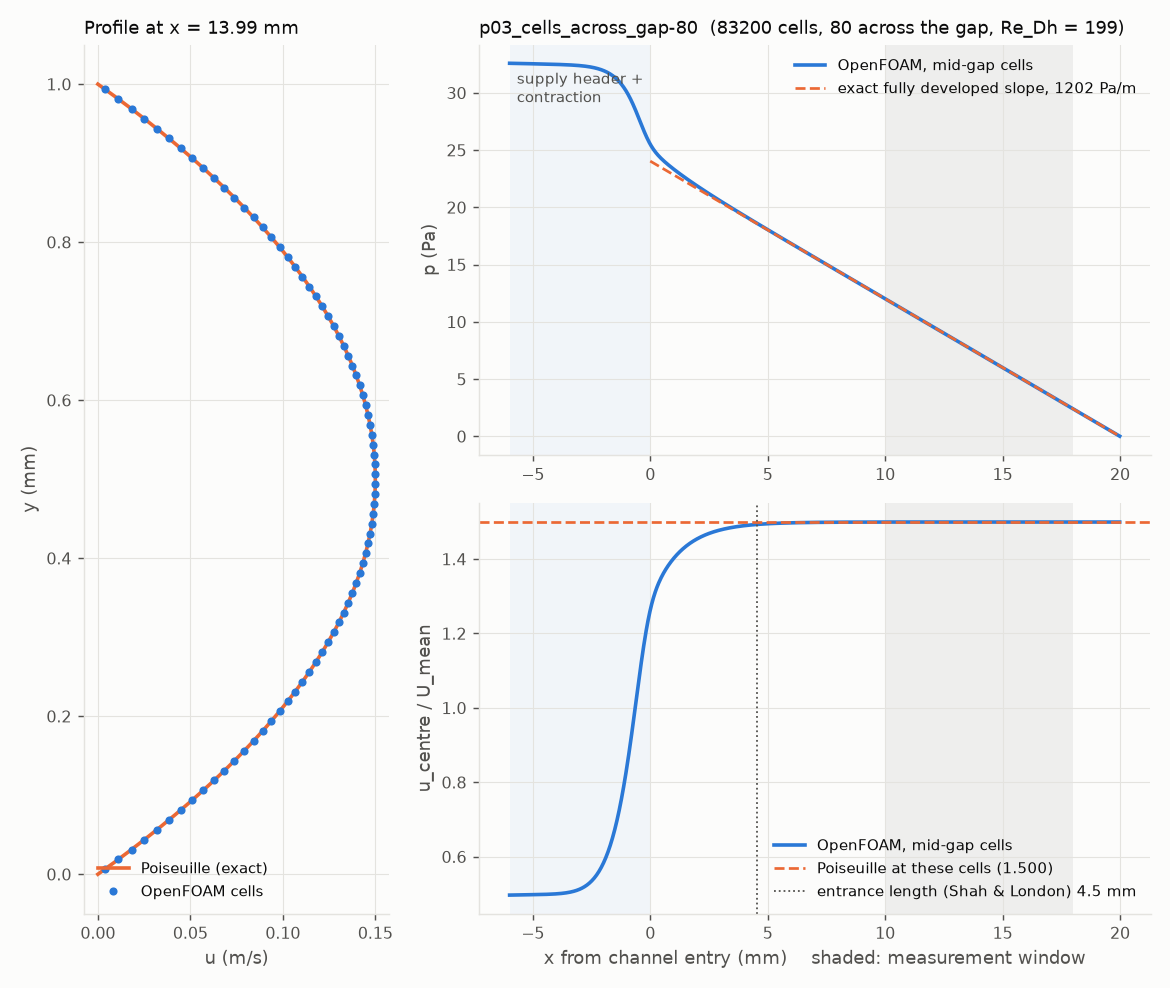 Profile at x = 13.99 mm
1.0
0.8
0.6
0.4
0.2
0.0
y (mm)
0.00 0.05 0.10 0.15
u (m/s)
Poiseuille (exact)
OpenFOAM cells
p03_cells_across_gap-80 (83200 cells, 80 across the gap, Re_Dh = 199)
supply header +
contraction
OpenFOAM, mid-gap cells
exact fully developed slope, 1202 Pa/m
30
25
20
15
10
5
0
p (Pa)
−5 0 5 10 15 20
1.4
1.2
1.0
0.8
0.6
u_centre / U_mean
OpenFOAM, mid-gap cells
Poiseuille at these cells (1.500)
entrance length (Shah & London) 4.5 mm
−5 0 5 10 15 20
x from channel entry (mm) shaded: measurement window